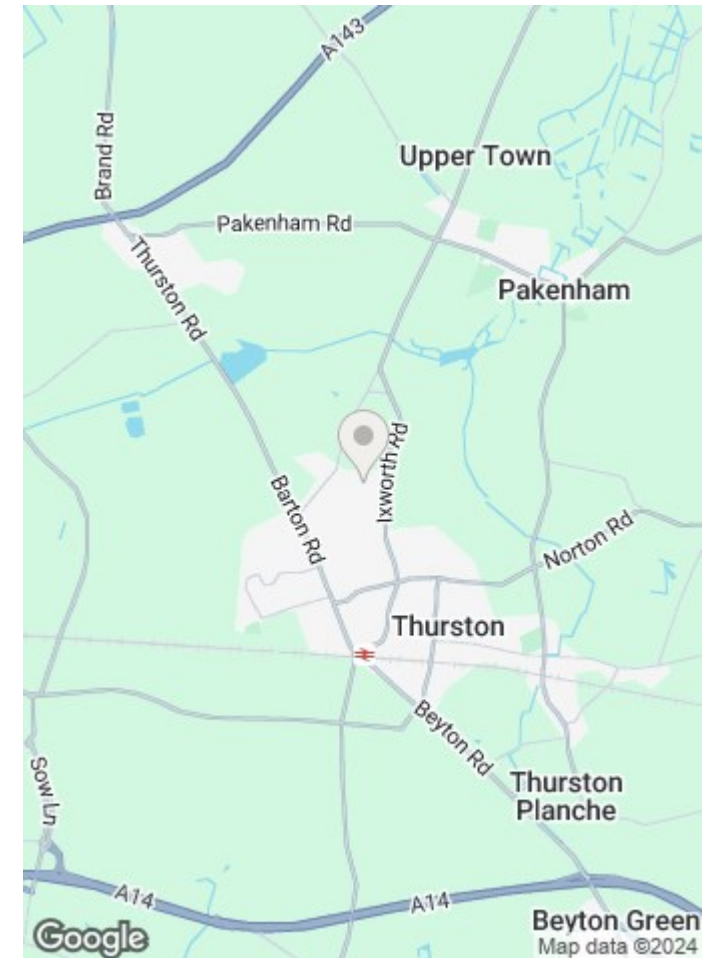 A143
Brand Rd
Upper Town
Pakenham Rd
Thurston Rd
Pakenham
Ixworth Rd
Barton Rd
Norton Rd
Thurston
Beyton Rd
Sow Ln
Thurston
Planche
A14
A14
Beyton Green
Google
Map data ©2024